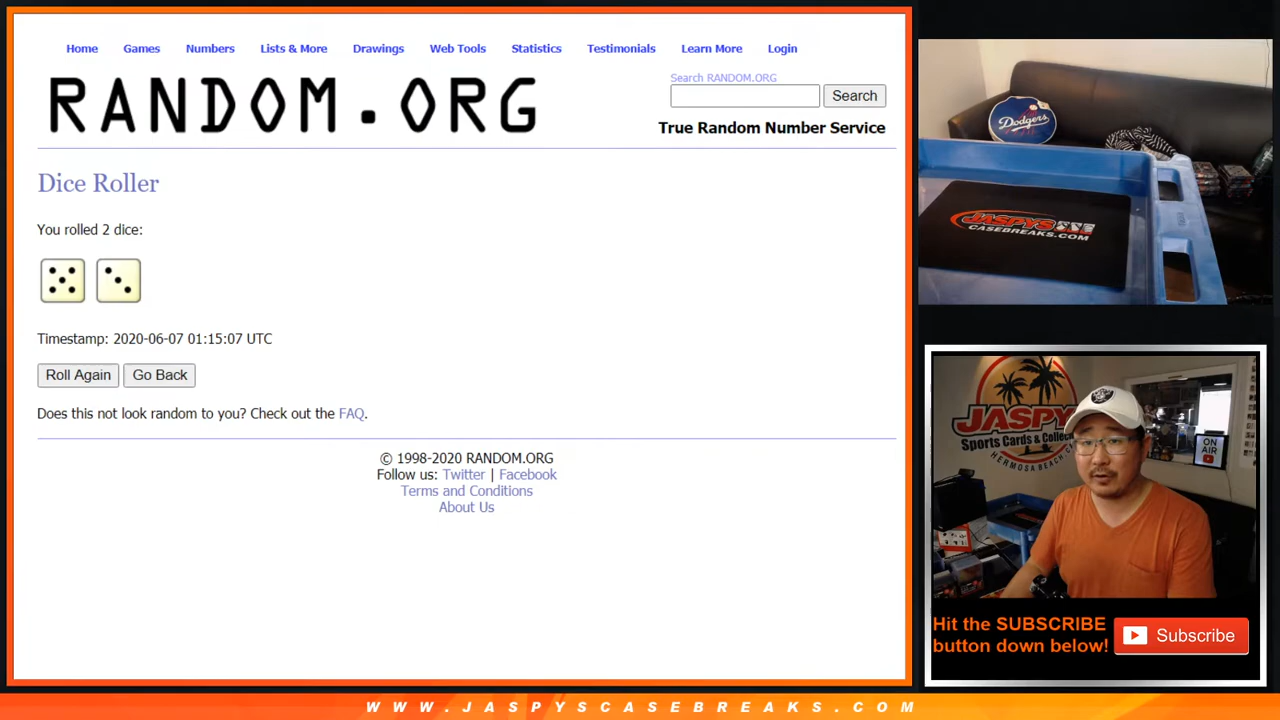 Home Games Numbers Lists & More Drawings Web Tools Statistics Testimonials Learn More Login
RANDOM.ORG
Search RANDOM.ORG
Search
True Random Number Service
Dice Roller
You rolled 2 dice:
Timestamp: 2020-06-07 01:15:07 UTC
Roll Again Go Back
Does this not look random to you? Check out the FAQ.
© 1998-2020 RANDOM.ORG
Follow us: Twitter | Facebook
Terms and Conditions
About Us
Dodgers
JASPYS
CASEBREAKS.COM
JASPYS
Sports Cards & Collec
HERMOSA BEACH, C
ON AIR
Hit the SUBSCRIBE
button down below!
Subscribe
WWW.JASPYSCASEBREAKS.COM